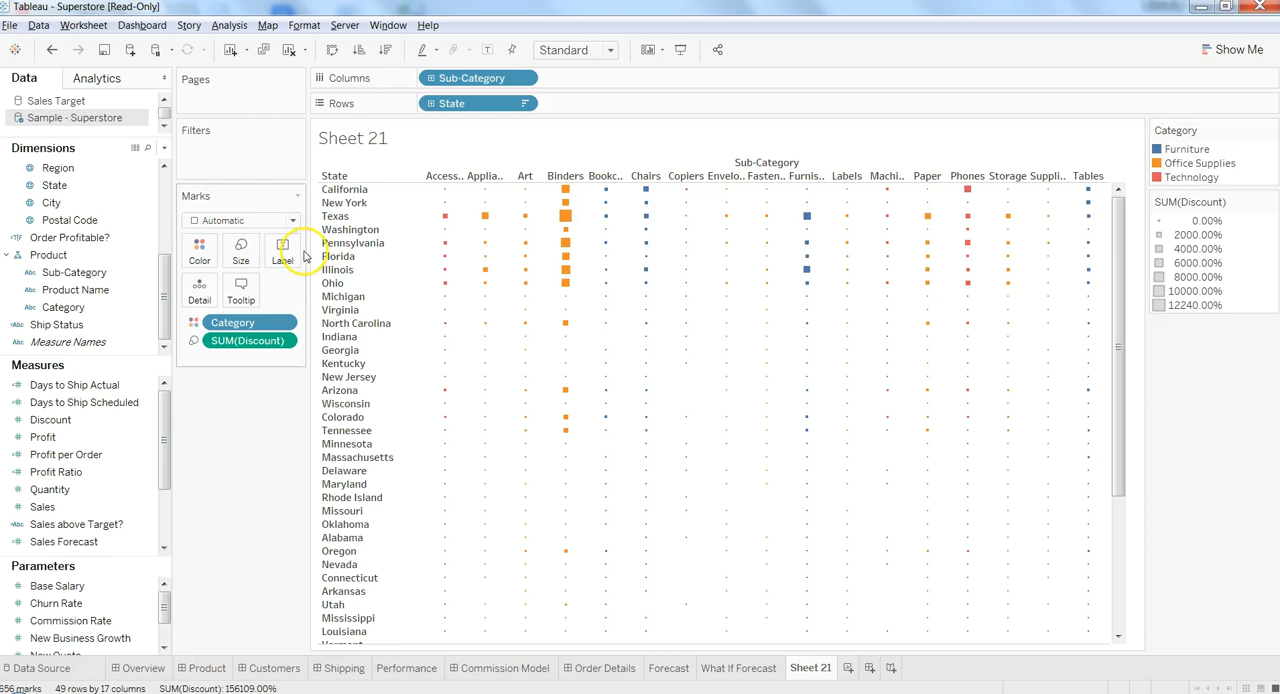 Tableau - Superstore [Read-Only]
File Data Worksheet Dashboard Story Analysis Map Format Server Window Help
Standard Show Me
Data Analytics
Sales Target
Sample - Superstore
Dimensions
Region
State
City
Postal Code
Order Profitable?
Product
Sub-Category
Product Name
Category
Ship Status
Measure Names
Measures
Days to Ship Actual
Days to Ship Scheduled
Discount
Profit
Profit per Order
Profit Ratio
Quantity
Sales
Sales above Target?
Sales Forecast
Parameters
Base Salary
Churn Rate
Commission Rate
New Business Growth
Pages
Filters
Marks
Automatic
Color Size Label
Detail Tooltip
Category
SUM(Discount)
Columns Sub-Category
Rows State
Sheet 21
Sub-Category
State Access.. Applia.. Art Binders Bookc.. Chairs Copiers Envelo.. Fasten.. Furnis.. Labels Machi.. Paper Phones Storage Suppli.. Tables
California
New York
Texas
Washington
Pennsylvania
Florida
Illinois
Ohio
Michigan
Virginia
North Carolina
Indiana
Georgia
Kentucky
New Jersey
Arizona
Wisconsin
Colorado
Tennessee
Minnesota
Massachusetts
Delaware
Maryland
Rhode Island
Missouri
Oklahoma
Alabama
Oregon
Nevada
Connecticut
Arkansas
Utah
Mississippi
Louisiana
Category
Furniture
Office Supplies
Technology
SUM(Discount)
0.00%
2000.00%
4000.00%
6000.00%
8000.00%
10000.00%
12240.00%
Data Source Overview Product Customers Shipping Performance Commission Model Order Details Forecast What If Forecast Sheet 21
556 marks 49 rows by 17 columns SUM(Discount): 156109.00%